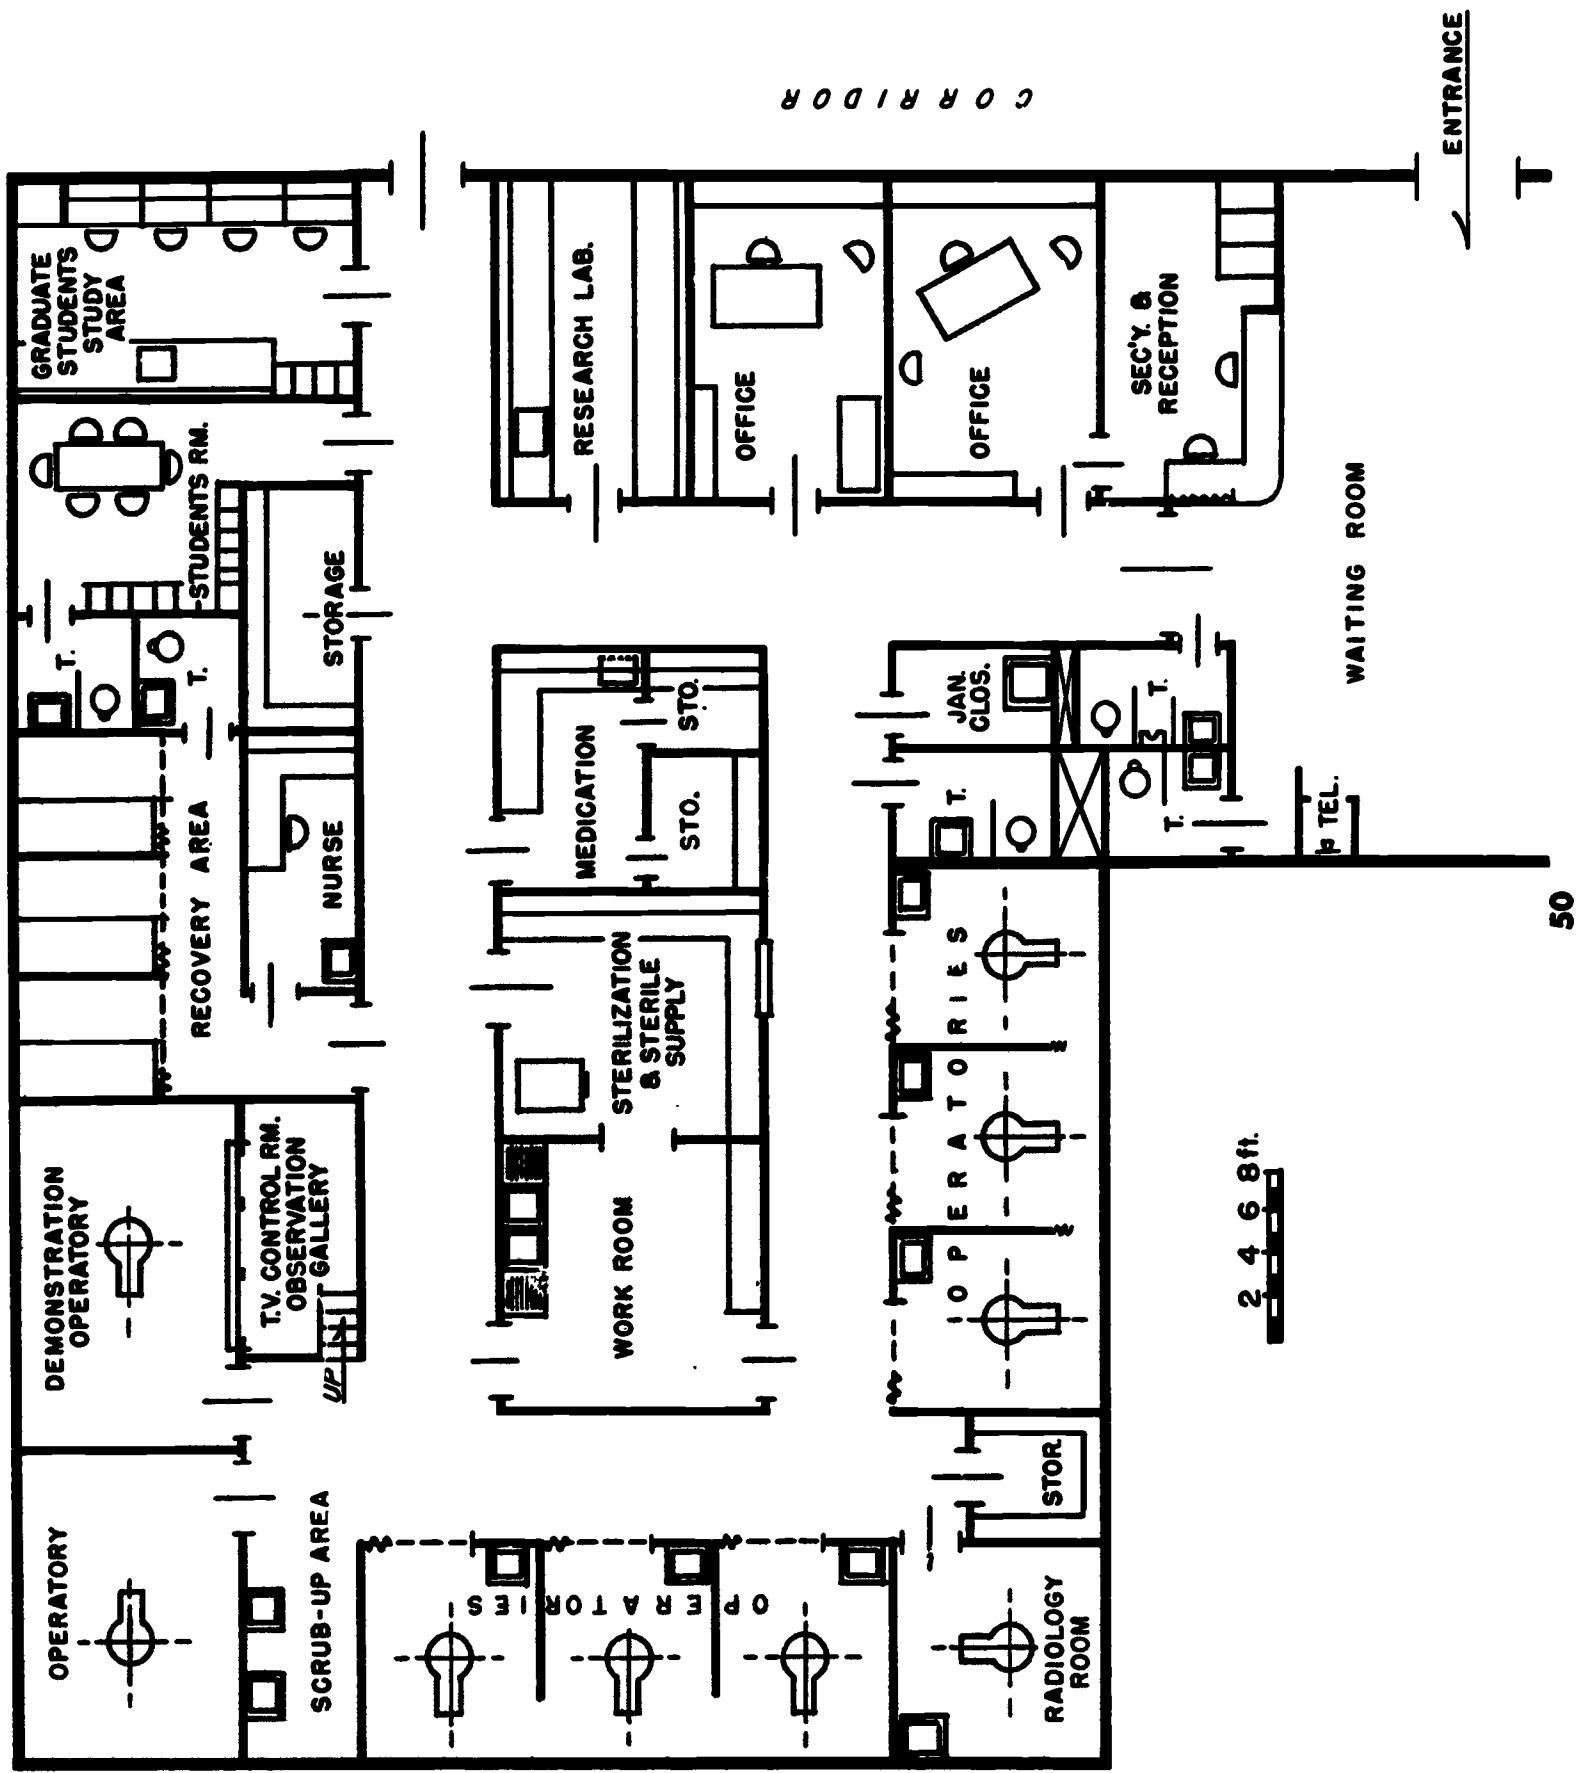 CORRIDOR
ENTRANCE
GRADUATE
STUDENTS
STUDY
AREA
STUDENTS RM.
STORAGE
T.
T.
RECOVERY AREA
NURSE
DEMONSTRATION
OPERATORY
T.V. CONTROL RM.
OBSERVATION
GALLERY
UP
OPERATORY
SCRUB-UP AREA
RESEARCH LAB.
OFFICE
OFFICE
SEC'Y. &
RECEPTION
WAITING ROOM
MEDICATION
STO.
STO.
STERILIZATION
& STERILE
SUPPLY
WORK ROOM
JAN.
CLOS.
T.
T.
T.
TEL.
OPERATORIES
OPERATORIES
STOR.
RADIOLOGY
ROOM
2 4 6 8ft.
50